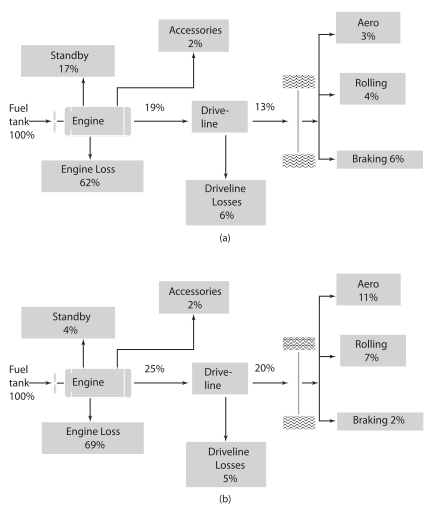 Accessories
2%
Standby
17%
Fuel
tank
100%
Engine
19%
Drive-
line
13%
Aero
3%
Rolling
4%
Braking 6%
Engine Loss
62%
Driveline
Losses
6%
(a)
Accessories
2%
Standby
4%
Fuel
tank
100%
Engine
25%
Drive-
line
20%
Aero
11%
Rolling
7%
Braking 2%
Engine Loss
69%
Driveline
Losses
5%
(b)